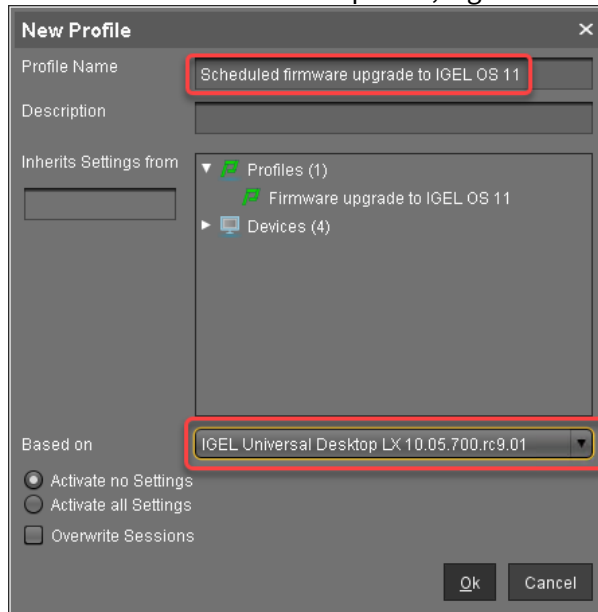 New Profile
Profile Name
Scheduled firmware upgrade to IGEL OS 11
Description
Inherits Settings from
Profiles (1)
Firmware upgrade to IGEL OS 11
Devices (4)
Based on
IGEL Universal Desktop LX 10.05.700.rc9.01
Activate no Settings
Activate all Settings
Overwrite Sessions
Ok
Cancel